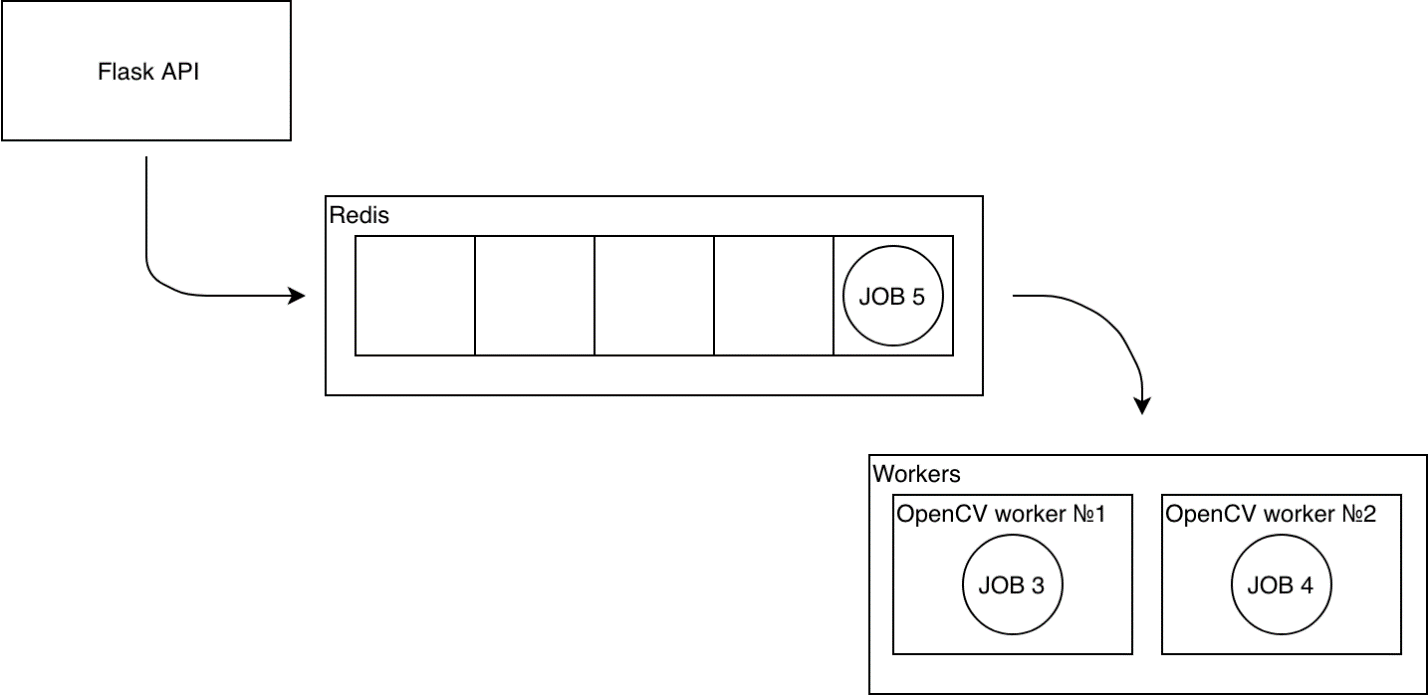 Flask API
Redis
JOB 5
Workers
OpenCV worker №1
OpenCV worker №2
JOB 3
JOB 4